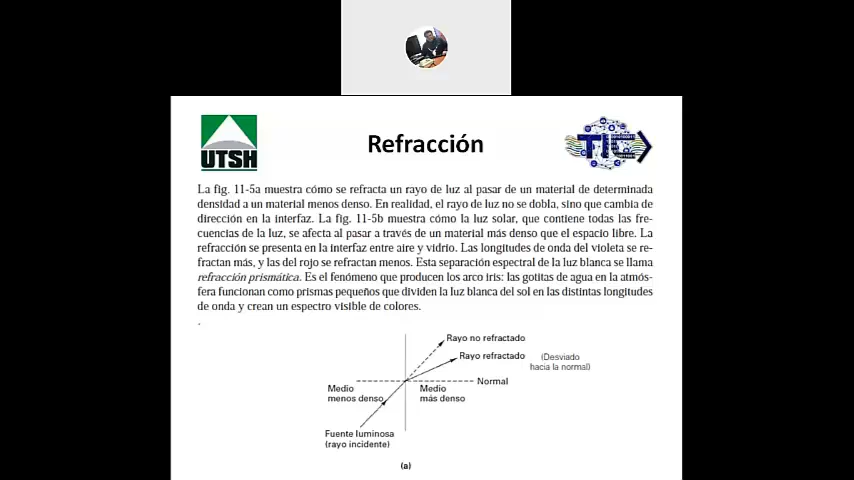 UTSH
Refracción
TIC
La fig. 11-5a muestra cómo se refracta un rayo de luz al pasar de un material de determinada
densidad a un material menos denso. En realidad, el rayo de luz no se dobla, sino que cambia de
dirección en la interfaz. La fig. 11-5b muestra cómo la luz solar, que contiene todas las fre-
cuencias de la luz, se afecta al pasar a través de un material más denso que el espacio libre. La
refracción se presenta en la interfaz entre aire y vidrio. Las longitudes de onda del violeta se re-
fractan más, y las del rojo se refractan menos. Esta separación espectral de la luz blanca se llama
refracción prismática. Es el fenómeno que producen los arco iris: las gotitas de agua en la atmós-
fera funcionan como prismas pequeños que dividen la luz blanca del sol en las distintas longitudes
de onda y crean un espectro visible de colores.
.
Rayo no refractado
Rayo refractado
(Desviado
hacia la normal)
Normal
Medio
menos denso
Medio
más denso
Fuente luminosa
(rayo incidente)
(a)